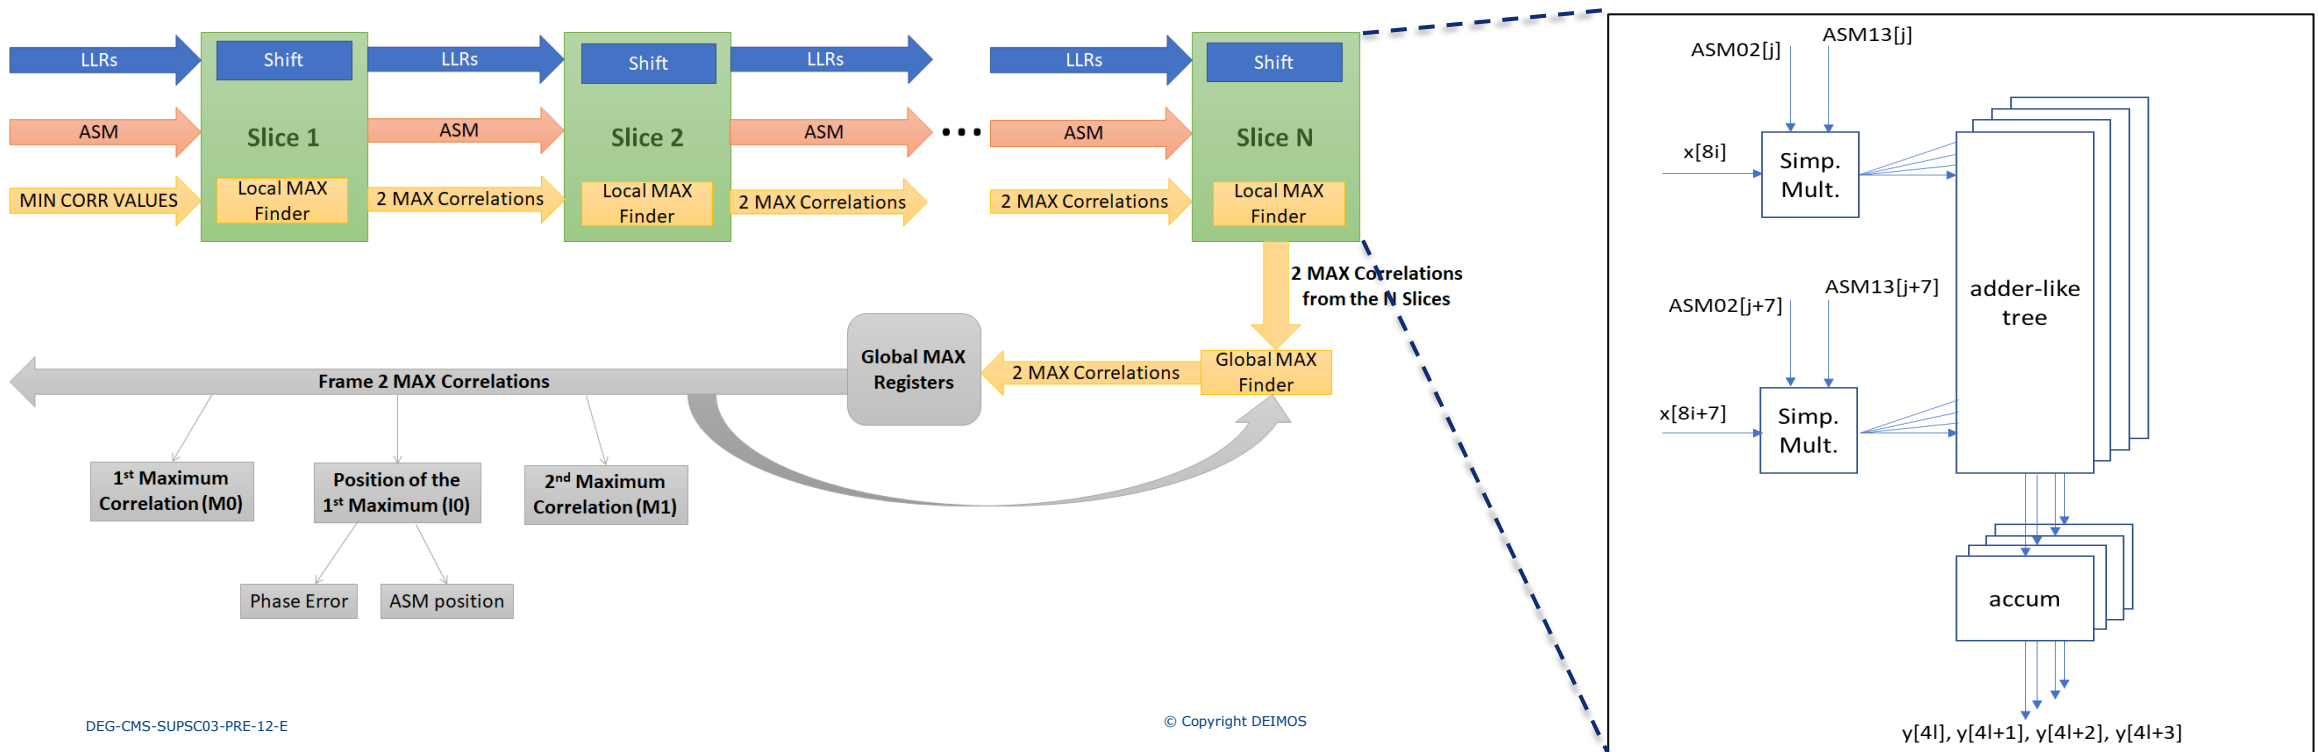 LLRs
Shift
LLRs
Shift
LLRs
LLRs
Shift
ASM
Slice 1
ASM
Slice 2
ASM
...
ASM
Slice N
MIN CORR VALUES
Local MAX
Finder
2 MAX Correlations
Local MAX
Finder
2 MAX Correlations
2 MAX Correlations
Local MAX
Finder
2 MAX Correlations
from the N Slices
Global MAX
Finder
2 MAX Correlations
Global MAX
Registers
Frame 2 MAX Correlations
1st Maximum
Correlation (M0)
Position of the
1st Maximum (I0)
2nd Maximum
Correlation (M1)
Phase Error
ASM position
ASM02[j]
ASM13[j]
x[8i]
Simp.
Mult.
ASM02[j+7]
ASM13[j+7]
x[8i+7]
Simp.
Mult.
adder-like
tree
accum
y[4l], y[4l+1], y[4l+2], y[4l+3]
DEG-CMS-SUPSC03-PRE-12-E
© Copyright DEIMOS